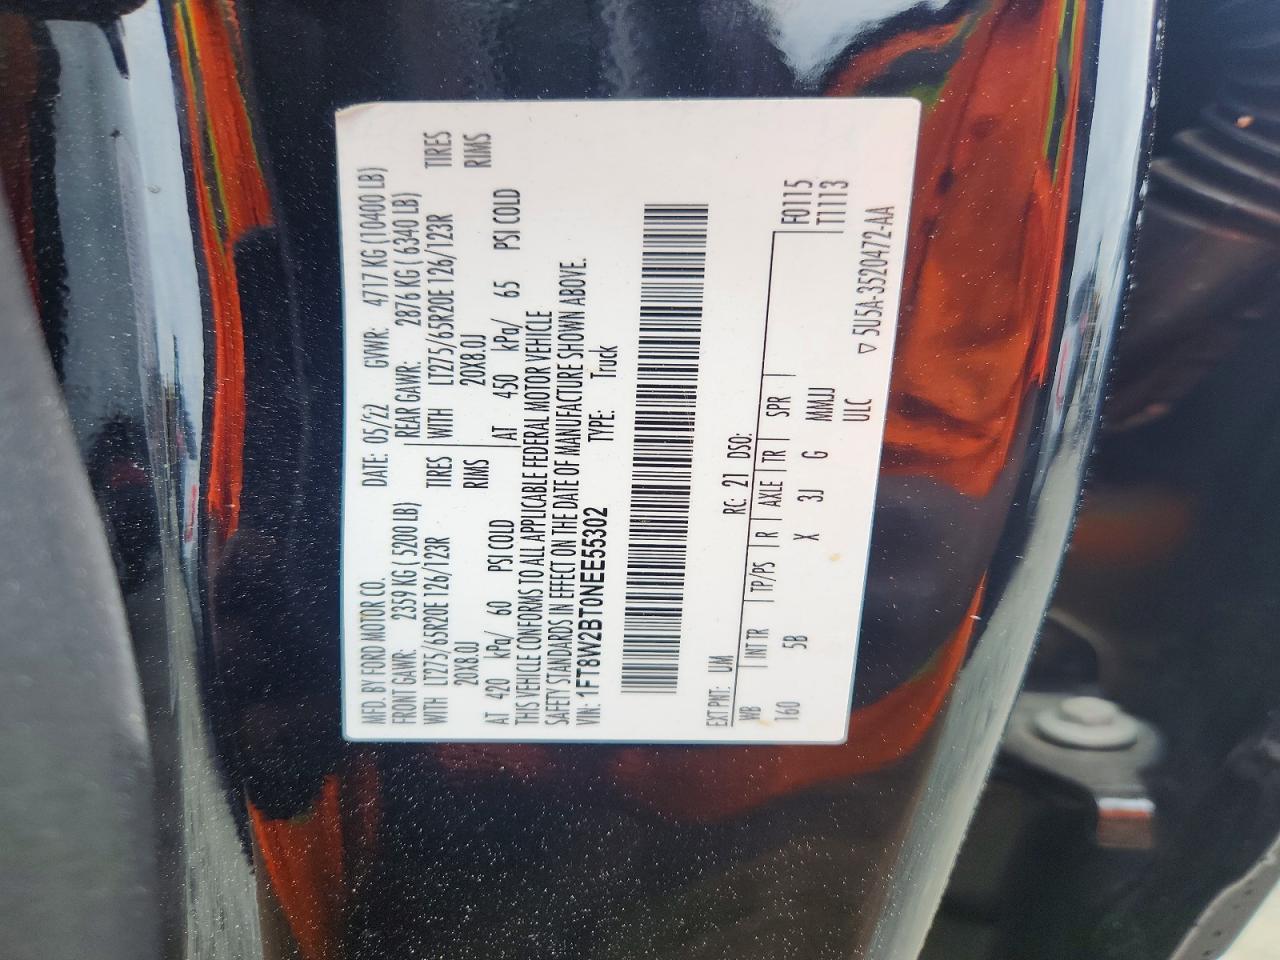 MFD. BY FORD MOTOR CO. DATE: 05/22 GVWR: 4717 KG (10400 LB)
FRONT GAWR: 2359 KG ( 5200 LB) REAR GAWR: 2876 KG ( 6340 LB)
WITH LT275/65R20E 126/123R TIRES WITH LT275/65R20E 126/123R TIRES
20X8.0J RIMS 20X8.0J RIMS
AT 420 kPa/ 60 PSI COLD AT 450 kPa/ 65 PSI COLD
THIS VEHICLE CONFORMS TO ALL APPLICABLE FEDERAL MOTOR VEHICLE
SAFETY STANDARDS IN EFFECT ON THE DATE OF MANUFACTURE SHOWN ABOVE.
VIN: 1FT8W2BT0NEE55302 TYPE: Truck
EXT PNT: UM RC: 21 DSO:
WB INT TR TP/PS R AXLE TR SPR F0115
160 5B X 3J G MMJJ T1113
ULC
▽ 5U5A-3520472-AA